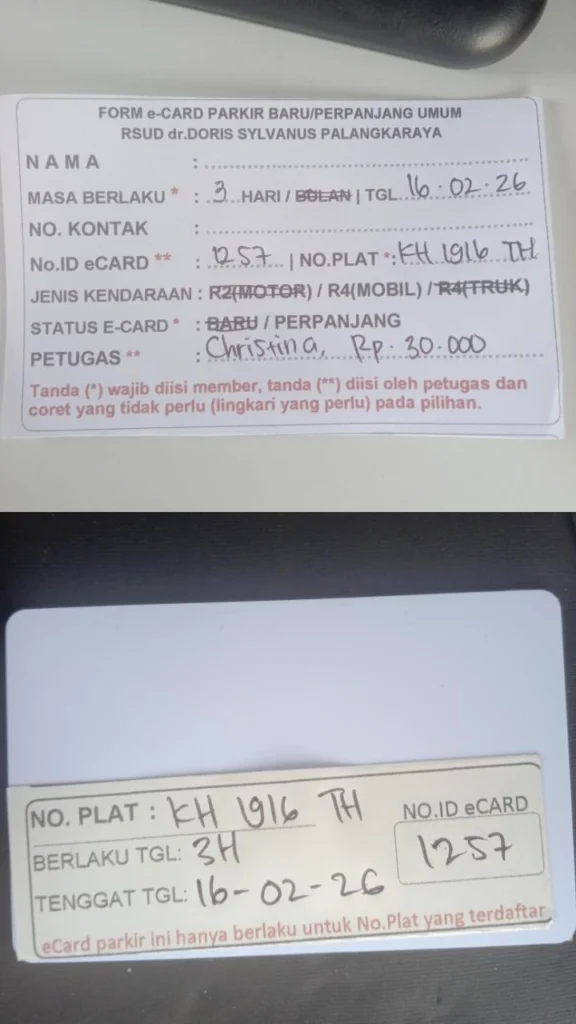 FORM e-CARD PARKIR BARU/PERPANJANG UMUM
RSUD dr.DORIS SYLVANUS PALANGKARAYA
NAMA :
MASA BERLAKU * : 3 HARI / BULAN | TGL 16.02.26
NO. KONTAK :
No.ID eCARD ** : 1257 | NO.PLAT *: KH 1916 TH
JENIS KENDARAAN : R2(MOTOR) / R4(MOBIL) / R4(TRUK)
STATUS E-CARD * : BARU / PERPANJANG
PETUGAS ** : Christina, Rp. 30.000
Tanda (*) wajib diisi member, tanda (**) diisi oleh petugas dan
coret yang tidak perlu (lingkari yang perlu) pada pilihan.
NO. PLAT : KH 1916 TH
NO.ID eCARD
BERLAKU TGL: 3H
1257
TENGGAT TGL: 16-02-26
eCard parkir ini hanya berlaku untuk No.Plat yang terdaftar